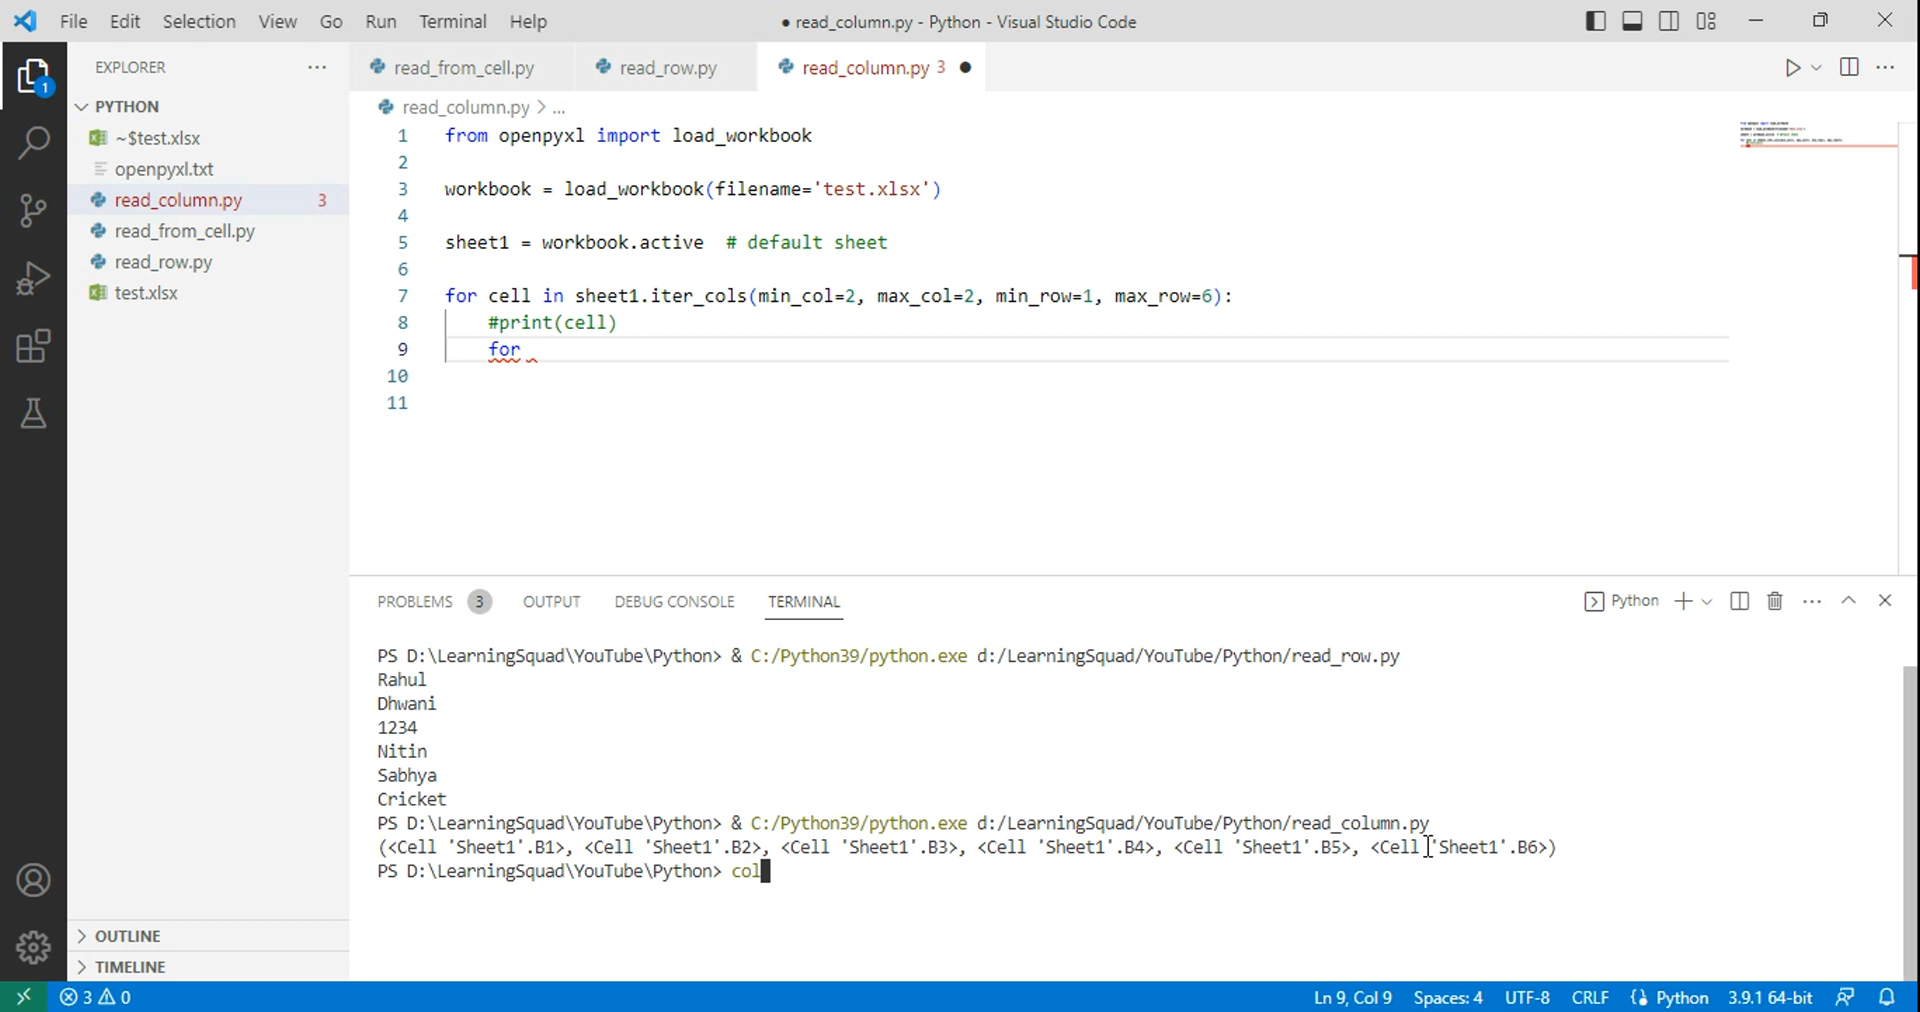 File Edit Selection View Go Run Terminal Help
● read_column.py - Python - Visual Studio Code
1
EXPLORER ...
PYTHON
~$test.xlsx
openpyxl.txt
read_column.py 3
read_from_cell.py
read_row.py
test.xlsx
OUTLINE
TIMELINE
read_from_cell.py read_row.py read_column.py 3 ●
read_column.py > ...
1 from openpyxl import load_workbook
2
3 workbook = load_workbook(filename='test.xlsx')
4
5 sheet1 = workbook.active  # default sheet
6
7 for cell in sheet1.iter_cols(min_col=2, max_col=2, min_row=1, max_row=6):
8     #print(cell)
9     for
10
11
PROBLEMS 3 OUTPUT DEBUG CONSOLE TERMINAL
Python
PS D:\LearningSquad\YouTube\Python> & C:/Python39/python.exe d:/LearningSquad/YouTube/Python/read_row.py
Rahul
Dhwani
1234
Nitin
Sabhya
Cricket
PS D:\LearningSquad\YouTube\Python> & C:/Python39/python.exe d:/LearningSquad/YouTube/Python/read_column.py
(<Cell 'Sheet1'.B1>, <Cell 'Sheet1'.B2>, <Cell 'Sheet1'.B3>, <Cell 'Sheet1'.B4>, <Cell 'Sheet1'.B5>, <Cell 'Sheet1'.B6>)
PS D:\LearningSquad\YouTube\Python> col
3 0 Ln 9, Col 9 Spaces: 4 UTF-8 CRLF Python 3.9.1 64-bit